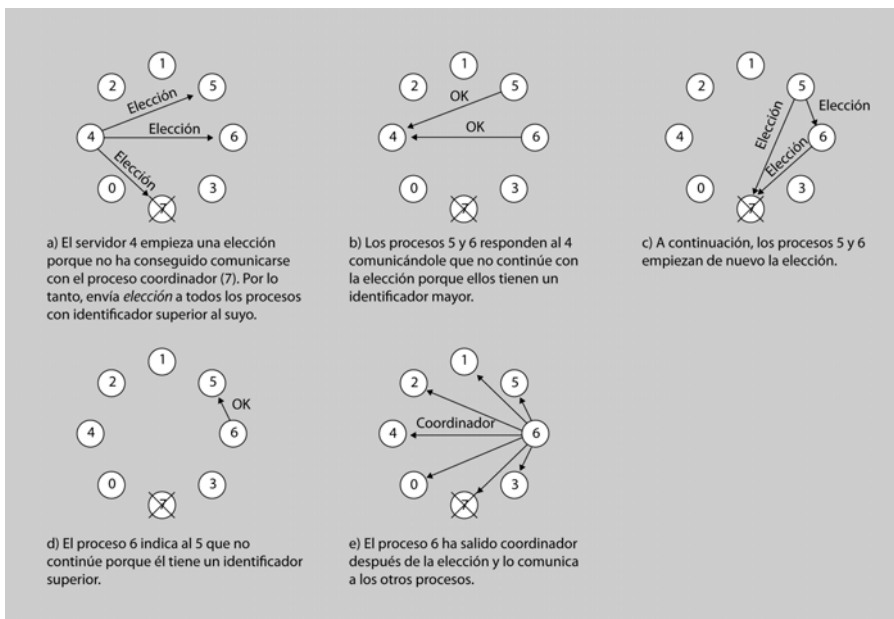 1
2
5
Elección
4
Elección
6
Elección
0
3
7
a) El servidor 4 empieza una elección
porque no ha conseguido comunicarse
con el proceso coordinador (7). Por lo
tanto, envía elección a todos los procesos
con identificador superior al suyo.
1
2
5
OK
4
OK
6
0
3
7
b) Los procesos 5 y 6 responden al 4
comunicándole que no continúe con
la elección porque ellos tienen un
identificador mayor.
1
2
5
Elección
Elección
4
6
Elección
0
3
7
c) A continuación, los procesos 5 y 6
empiezan de nuevo la elección.
1
2
5
OK
4
6
0
3
7
d) El proceso 6 indica al 5 que no
continúe porque él tiene un identificador
superior.
1
2
5
Coordinador
4
6
0
3
7
e) El proceso 6 ha salido coordinador
después de la elección y lo comunica
a los otros procesos.